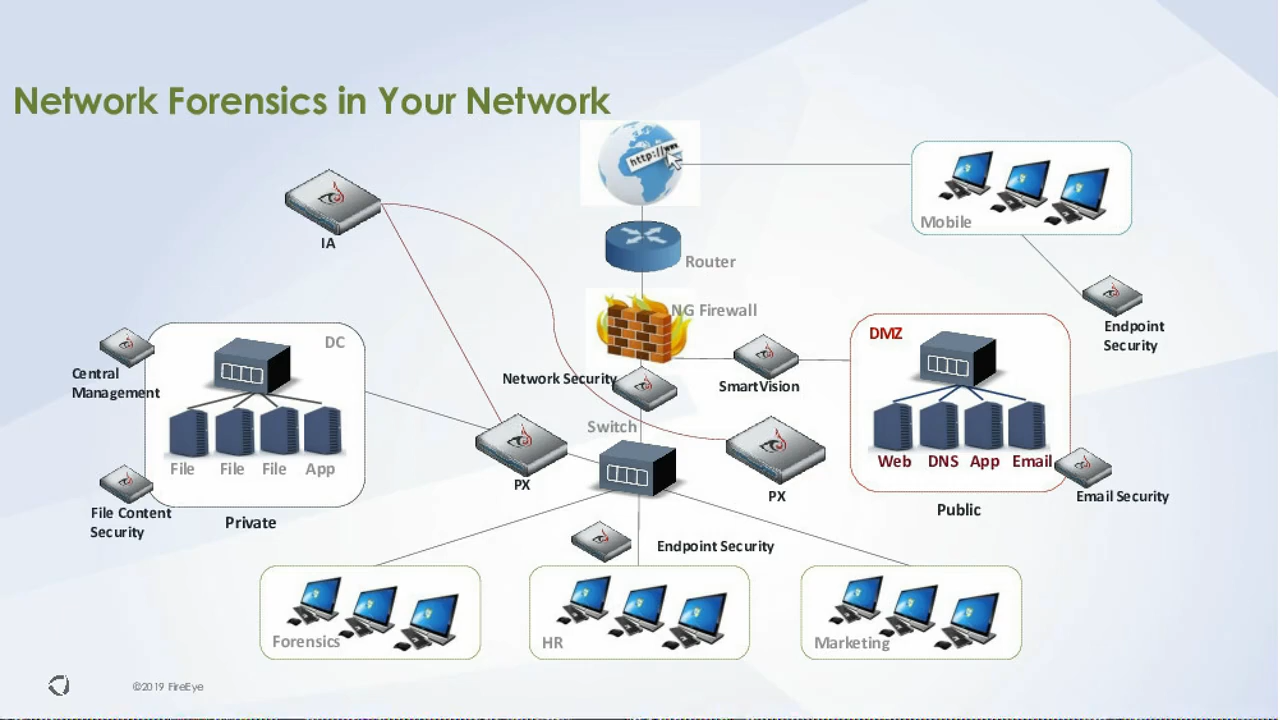 Network Forensics in Your Network
http://www
Mobile
IA
Router
NG Firewall
Endpoint
Security
DC
DMZ
Central
Management
Network Security
SmartVision
Switch
File File File App
Web DNS App Email
PX
PX
Email Security
File Content
Security
Private
Public
Endpoint Security
Forensics
HR
Marketing
©2019 FireEye